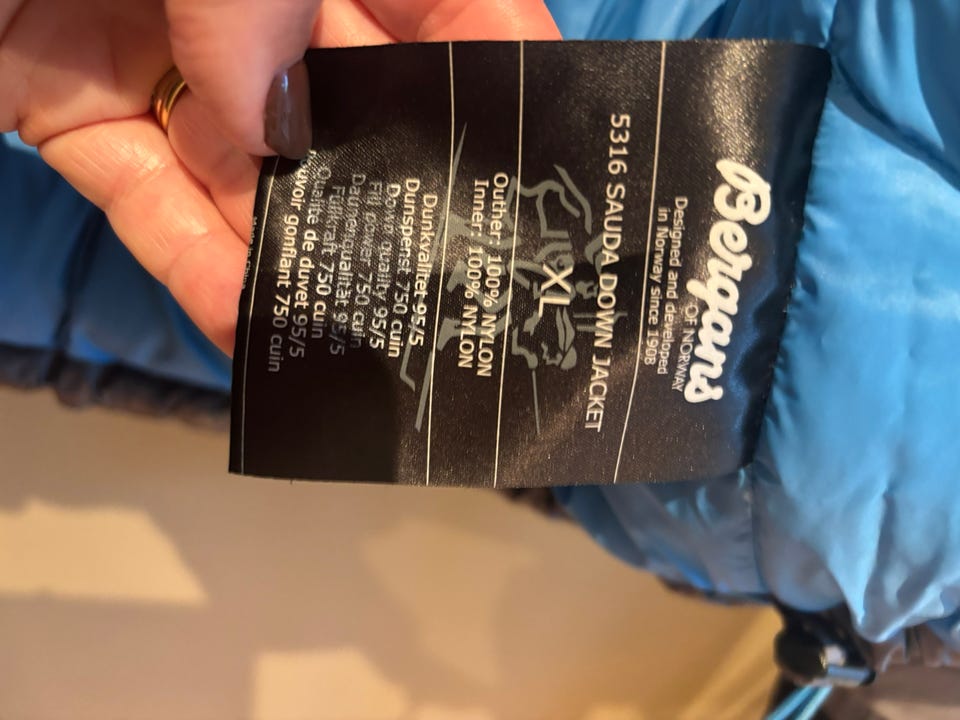 Bergans
OF NORWAY
Designed and developed
in Norway since 1908
5316 SAUDA DOWN JACKET
XL
Outher: 100% NYLON
Inner: 100% NYLON
Dunkvaliteter 95/5
Dunspenst 750 cuin
Down quality 95/5
Fill power 750 cuin
Daunenqualität 95/5
Füllkraft 750 cuin
Qualité de duvet 95/5
gonflant 750 cuin